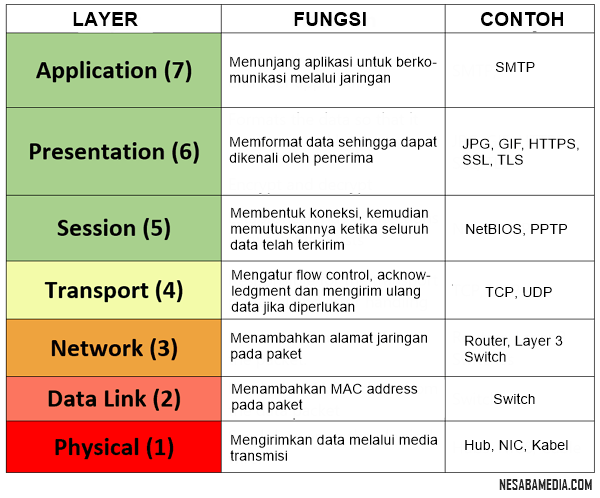 LAYER FUNGSI CONTOH
Application (7)
Menunjang aplikasi untuk berko-
munikasi melalui jaringan
SMTP
Presentation (6)
Memformat data sehingga dapat
dikenali oleh penerima
JPG, GIF, HTTPS,
SSL, TLS
Session (5)
Membentuk koneksi, kemudian
memutuskannya ketika seluruh
data telah terkirim
NetBIOS, PPTP
Transport (4)
Mengatur flow control, acknow-
ledgment dan mengirim ulang
data jika diperlukan
TCP, UDP
Network (3)
Menambahkan alamat jaringan
pada paket
Router, Layer 3
Switch
Data Link (2)
Menambahkan MAC address
pada paket
Switch
Physical (1)
Mengirimkan data melalui media
transmisi
Hub, NIC, Kabel
NESABAMEDIA.COM